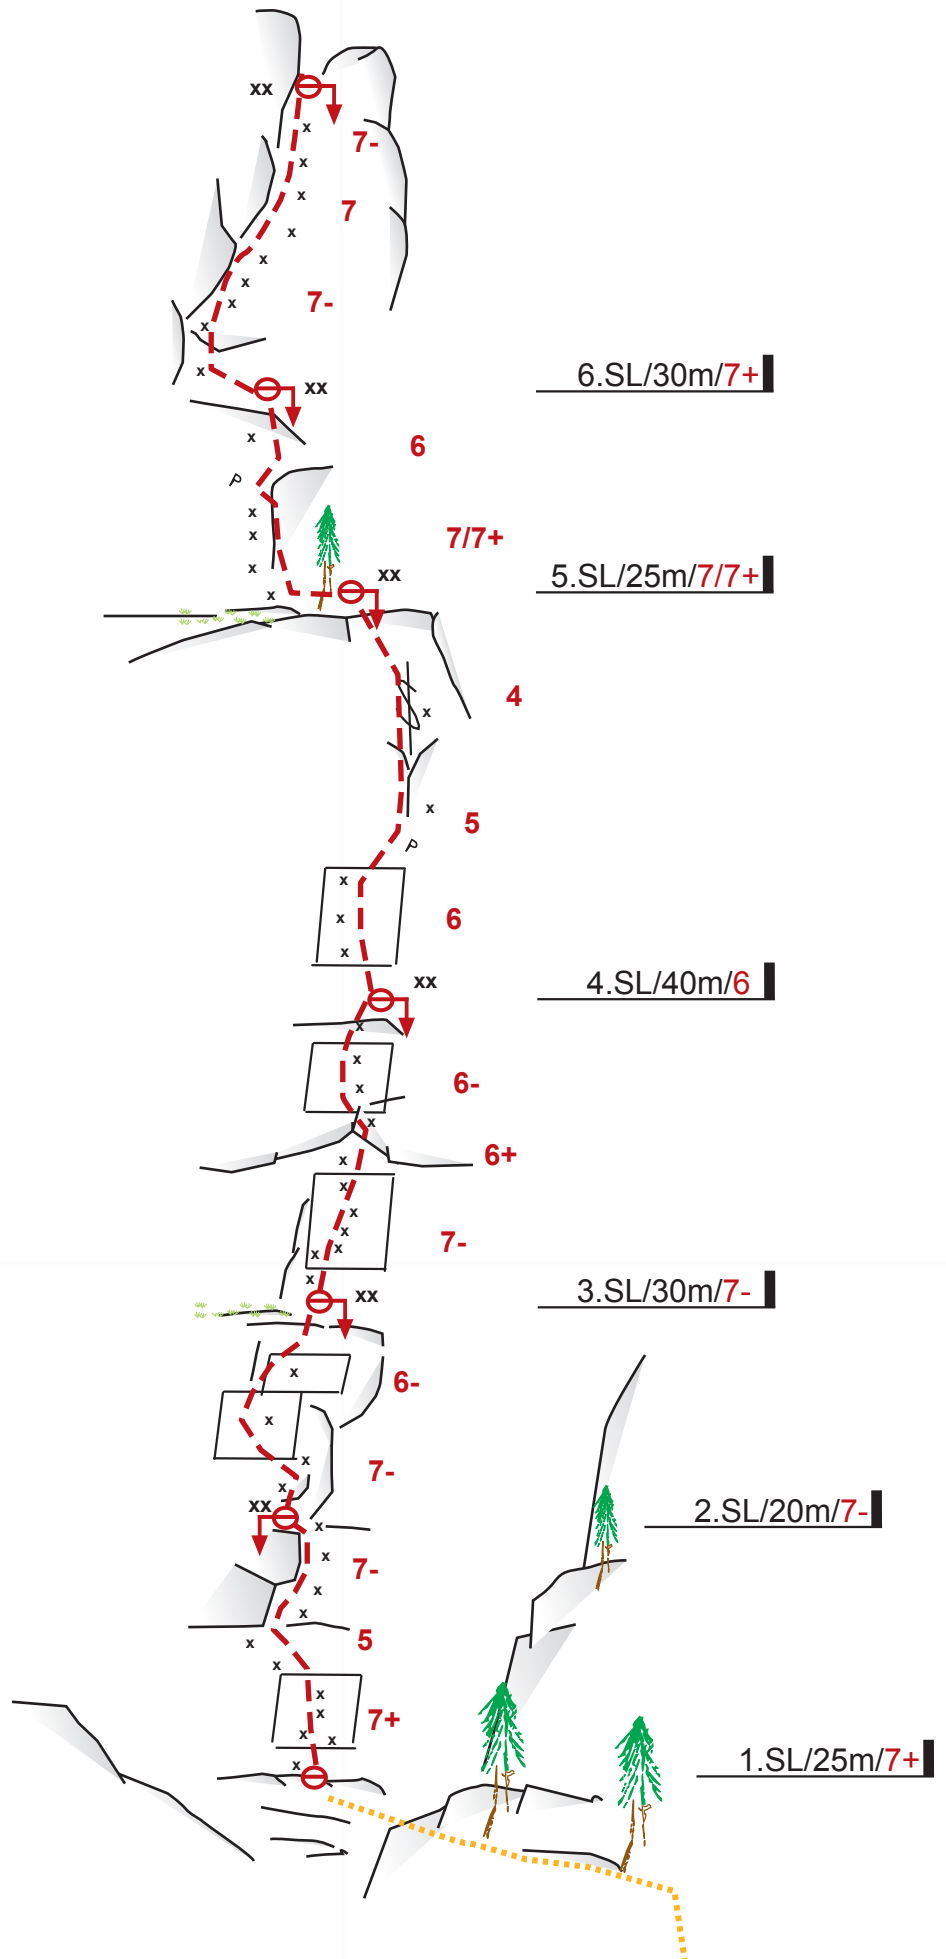 xx
x
7-
x
x
7
x
x
x
7-
x
x
6.SL/30m/7+
x
xx
x
6
P
x
x
7/7+
x
xx
5.SL/25m/7/7+
x
4
x
x
5
P
x
x
6
x
xx
4.SL/40m/6
x
x
6-
x
x
6+
x
x
x
x
7-
x
x
x
xx
3.SL/30m/7-
x
6-
x
x
7-
x
xx
2.SL/20m/7-
x
x
7-
x
x
5
x
x
x
x
7+
x
x
x
1.SL/25m/7+